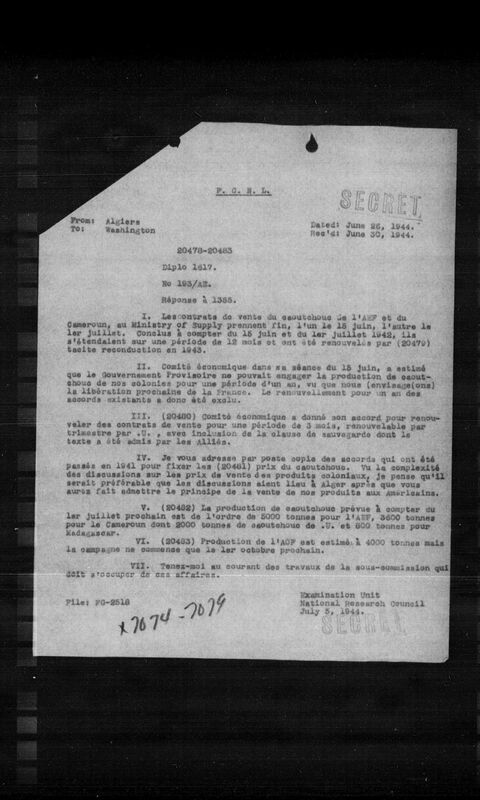 F. C. N. L.
SECRET
From: Algiers
To: Washington
Dated: June 26, 1944.
Rec'd: June 30, 1944.
20478-20483
Diplo 1617.
No 193/AE.
Réponse à 1385.
I. Les contrats de vente du caoutchouc de l'AEF et du
Cameroun, au Ministry of Supply prennent fin, l'un le 15 juin, l'autre le
1er juillet. Conclus à compter du 15 juin et du 1er juillet 1942, ils
s'étendaient sur une période de 12 mois et ont été renouvelés par (20479)
tacite reconduction en 1943.
II. Comité économique dans sa séance du 15 juin, a estimé
que le Gouvernement Provisoire ne pouvait engager la production de caout-
chouc de nos colonies pour une période d'un an, vu que nous (envisage(ons)
la libération prochaine de la France. Le renouvellement pour un an des
accords existants a donc été exclu.
III. (20480) Comité économique a donné son accord pour renou-
veler des contrats de vente pour une période de 3 mois, renouvelable par
trimestre par .U. , avec inclusion de la clause de sauvegarde dont le
texte a été admis par les Alliés.
IV. Je vous adresse par poste copie des accords qui ont été
passés en 1941 pour fixer les (20481) prix du caoutchouc. Vu la complexité
des discussions sur les prix de vente des produits coloniaux, je pense qu'il
serait préférable que les discussions aient lieu à Alger après que vous
aurez fait admettre le principe de la vente de nos produits aux Américains.
V. (20482) La production de caoutchouc prévue à compter du
1er juillet prochain est de l'ordre de 5000 tonnes pour l'AEF, 3600 tonnes
pour le Cameroun dont 2000 tonnes de caoutchouc de .U. et 800 tonnes pour
Madagascar.
VI. (20483) Production de l'AOF est estimée à 4000 tonnes mais
la campagne ne commence que le 1er octobre prochain.
VII. Tenez-moi au courant des travaux de la sous-commission qui
doit s'occuper de ces affaires.
File: FG-2518
x7074-7079
Examination Unit
National Research Council
July 3, 1944.
SECRET